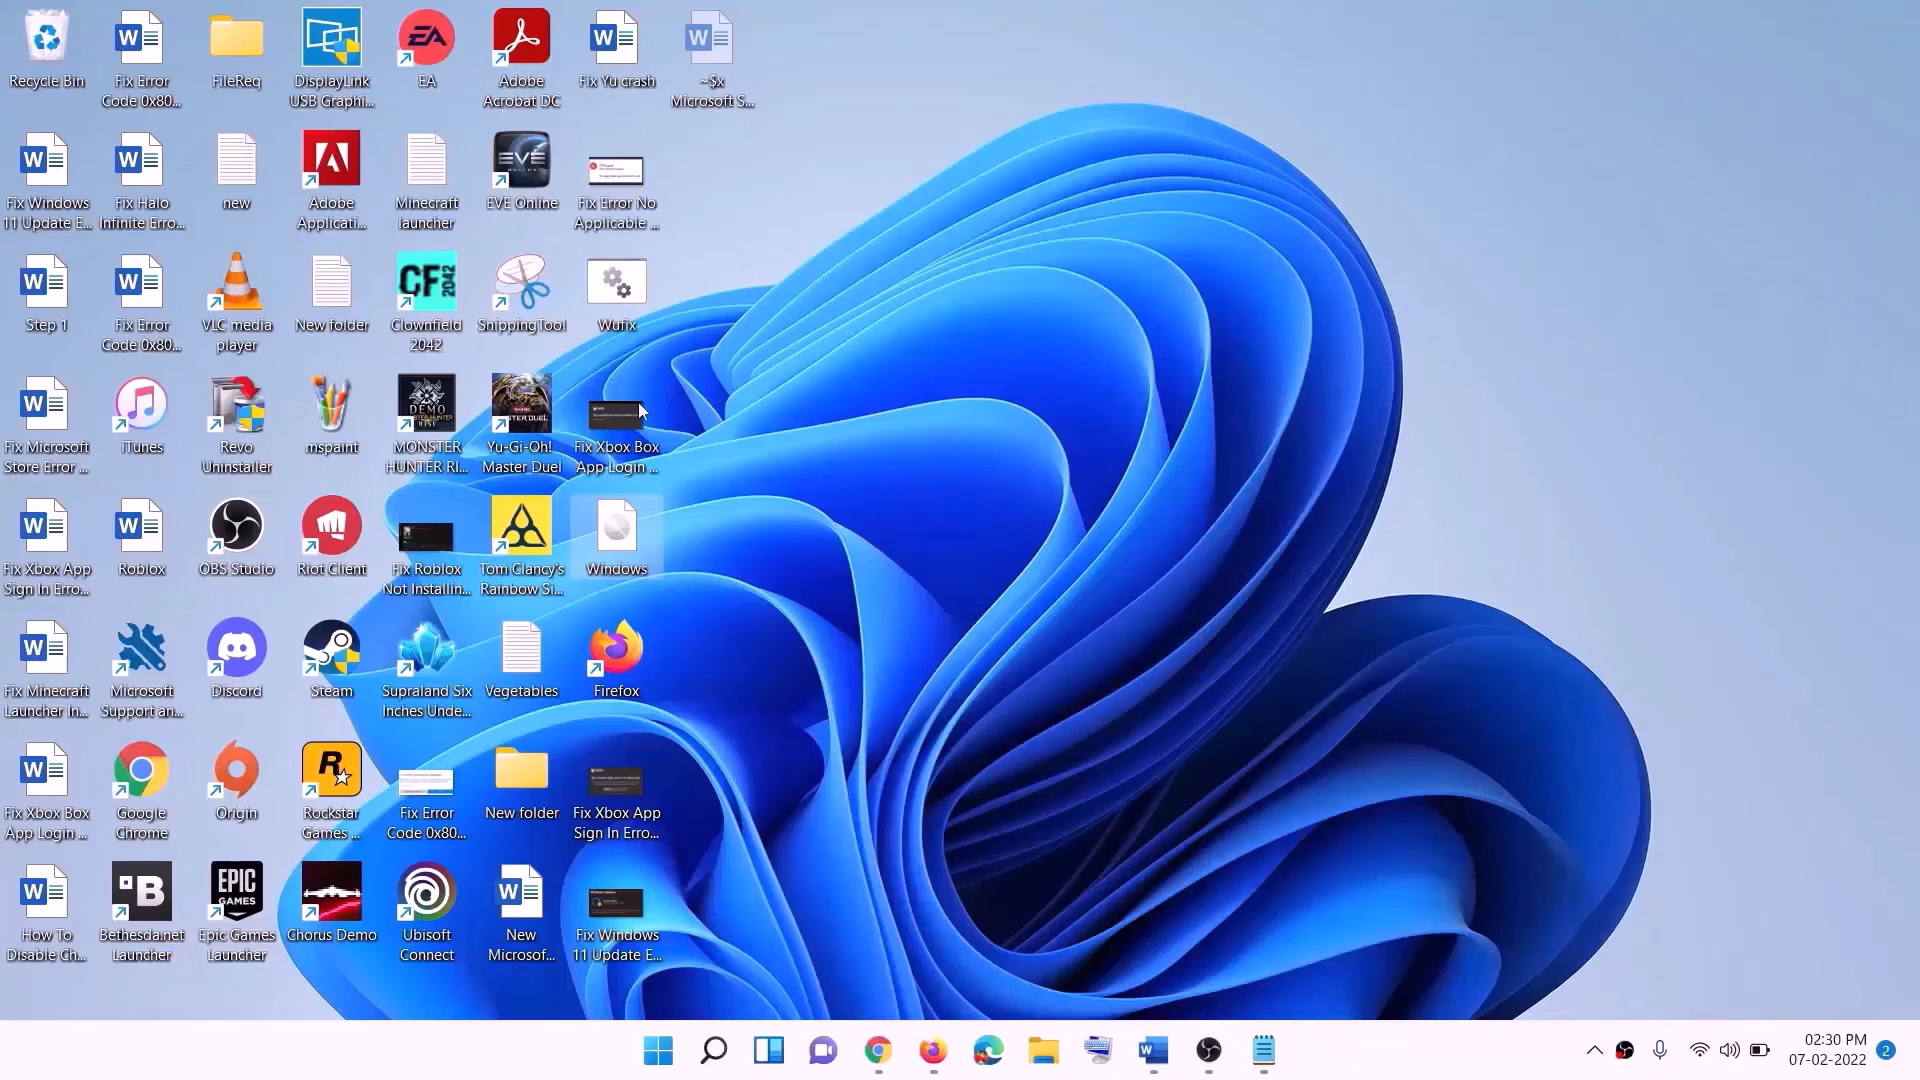 Recycle Bin
Fix Error
Code 0x80...
FileReq
DisplayLink
USB Graphi...
EA
Adobe
Acrobat DC
Fix Yu crash
~$x
Microsoft S...
Fix Windows
11 Update E...
Fix Halo
Infinite Erro...
new
Adobe
Applicati...
Minecraft
launcher
EVE Online
Fix Error No
Applicable ...
Step 1
Fix Error
Code 0x80...
VLC media
player
New folder
CF 2042
Clownfield
2042
SnippingTool
Wufix
Fix Microsoft
Store Error ...
iTunes
Revo
Uninstaller
mspaint
DEMO
MONSTER
HUNTER RI...
Yu-Gi-Oh!
Master Duel
Fix Xbox Box
App Login ...
Fix Xbox App
Sign In Erro...
Roblox
OBS Studio
Riot Client
Fix Roblox
Not Installin...
Tom Clancy's
Rainbow Si...
Windows
Fix Minecraft
Launcher In...
Microsoft
Support an...
Discord
Steam
Supraland Six
Inches Unde...
Vegetables
Firefox
Fix Xbox Box
App Login ...
Google
Chrome
Origin
Rockstar
Games ...
Fix Error
Code 0x80...
New folder
Fix Xbox App
Sign In Erro...
How To
Disable Ch...
Bethesda.net
Launcher
EPIC
GAMES
Epic Games
Launcher
Chorus Demo
Ubisoft
Connect
New
Microsof...
Fix Windows
11 Update E...
02:30 PM
07-02-2022
2